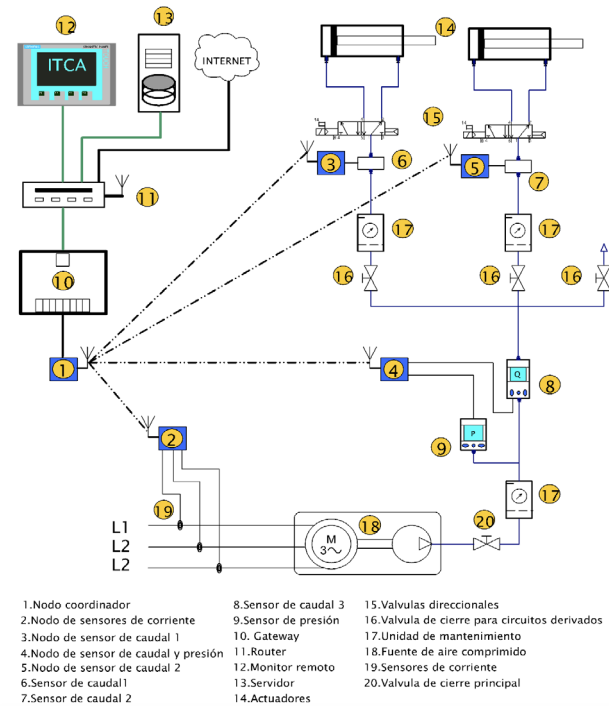 12
13
ITCA
INTERNET
14
15
3
6
5
7
11
17
17
10
16
16
16
1
4
Q
8
P
9
2
17
19
18
20
L1
L2
L2
M
3
1.Nodo coordinador
2.Nodo de sensores de corriente
3.Nodo de sensor de caudal 1
4.Nodo de sensor de caudal y presión
5.Nodo de sensor de caudal 2
6.Sensor de caudal1
7.Sensor de caudal 2
8.Sensor de caudal 3
9.Sensor de presión
10. Gateway
11.Router
12.Monitor remoto
13.Servidor
14.Actuadores
15.Valvulas direccionales
16.Valvula de cierre para circuitos derivados
17.Unidad de mantenimiento
18.Fuente de aire comprimido
19.Sensores de corriente
20.Valvula de cierre principal